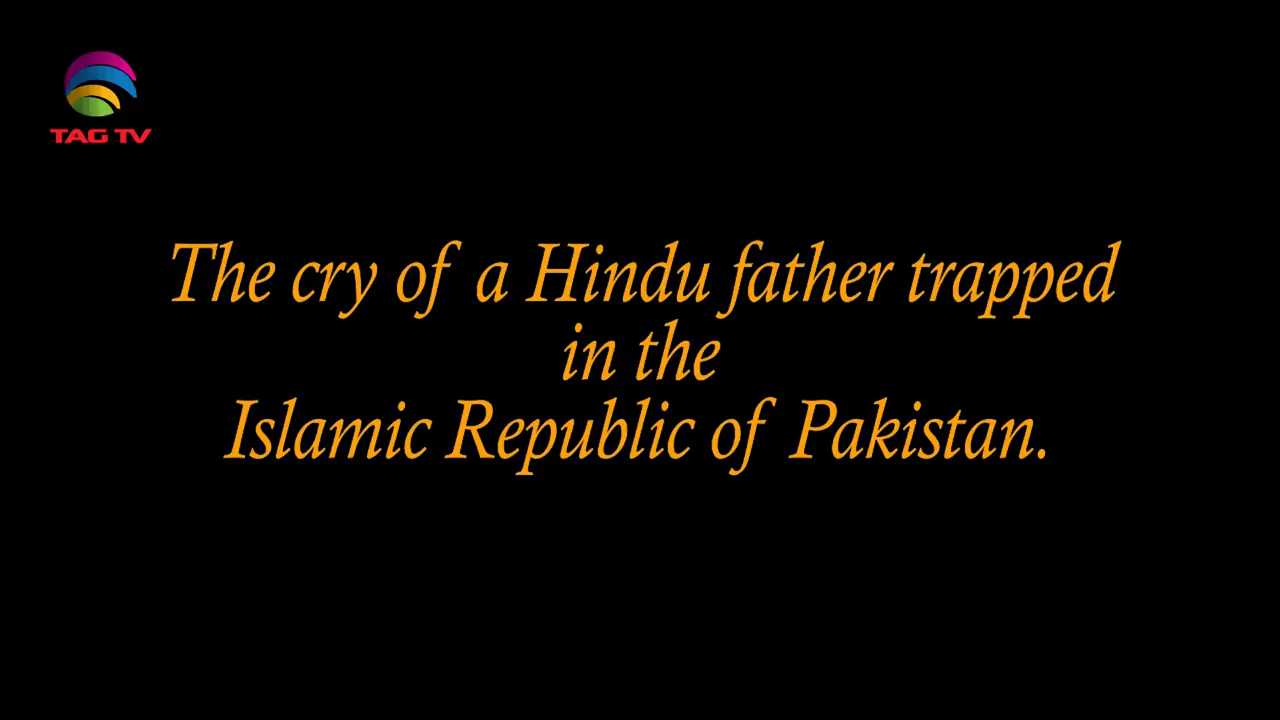 TAG TV
The cry of a Hindu father trapped
in the
Islamic Republic of Pakistan.